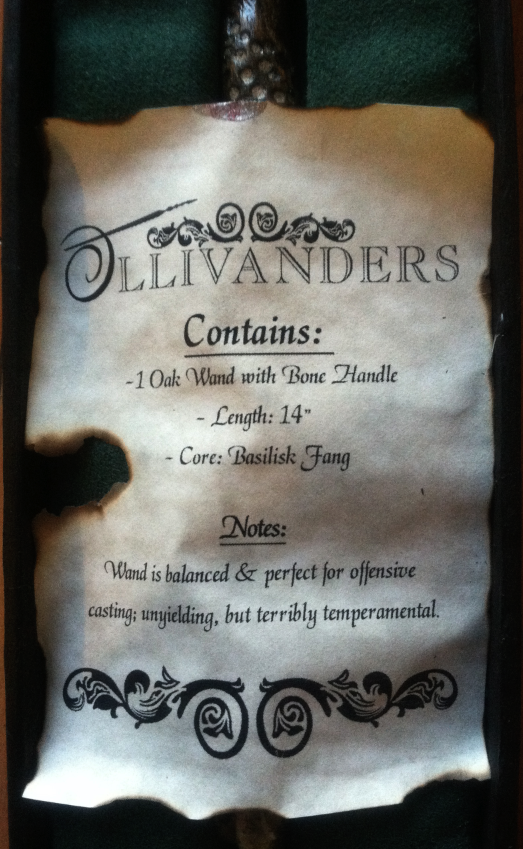 OLLIVANDERS
Contains:
-1 Oak Wand with Bone Handle
- Length: 14"
- Core: Basilisk Fang
Notes:
Wand is balanced & perfect for offensive
casting; unyielding, but terribly temperamental.